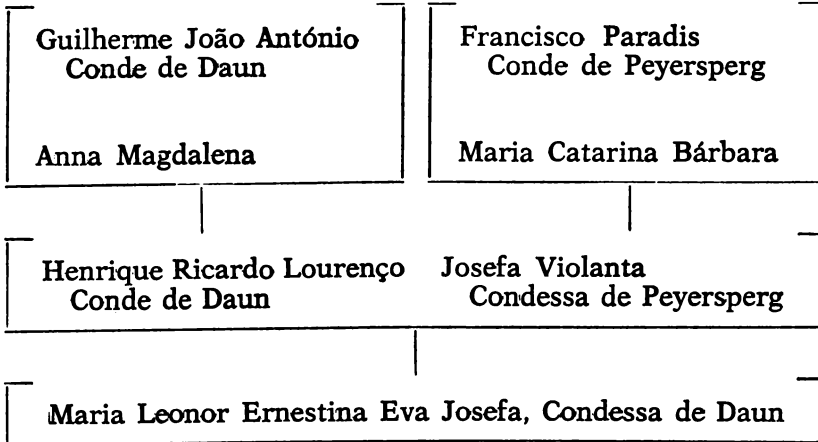 Guilherme João António
Conde de Daun
Anna Magdalena
Francisco Paradis
Conde de Peyersperg
Maria Catarina Bárbara
Henrique Ricardo Lourenço
Conde de Daun
Josefa Violanta
Condessa de Peyersperg
Maria Leonor Ernestina Eva Josefa, Condessa de Daun